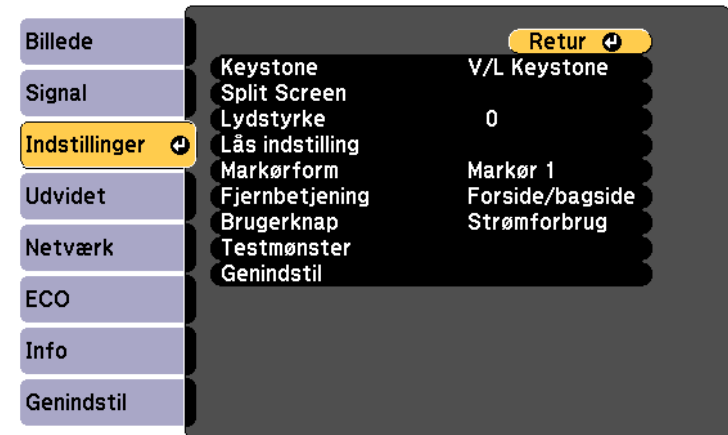 Billede
Signal
Indstillinger
Udvidet
Netværk
ECO
Info
Genindstil
Retur
Keystone V/L Keystone
Split Screen
Lydstyrke 0
Lås indstilling
Markørform Markør 1
Fjernbetjening Forside/bagside
Brugerknap Strømforbrug
Testmønster
Genindstil